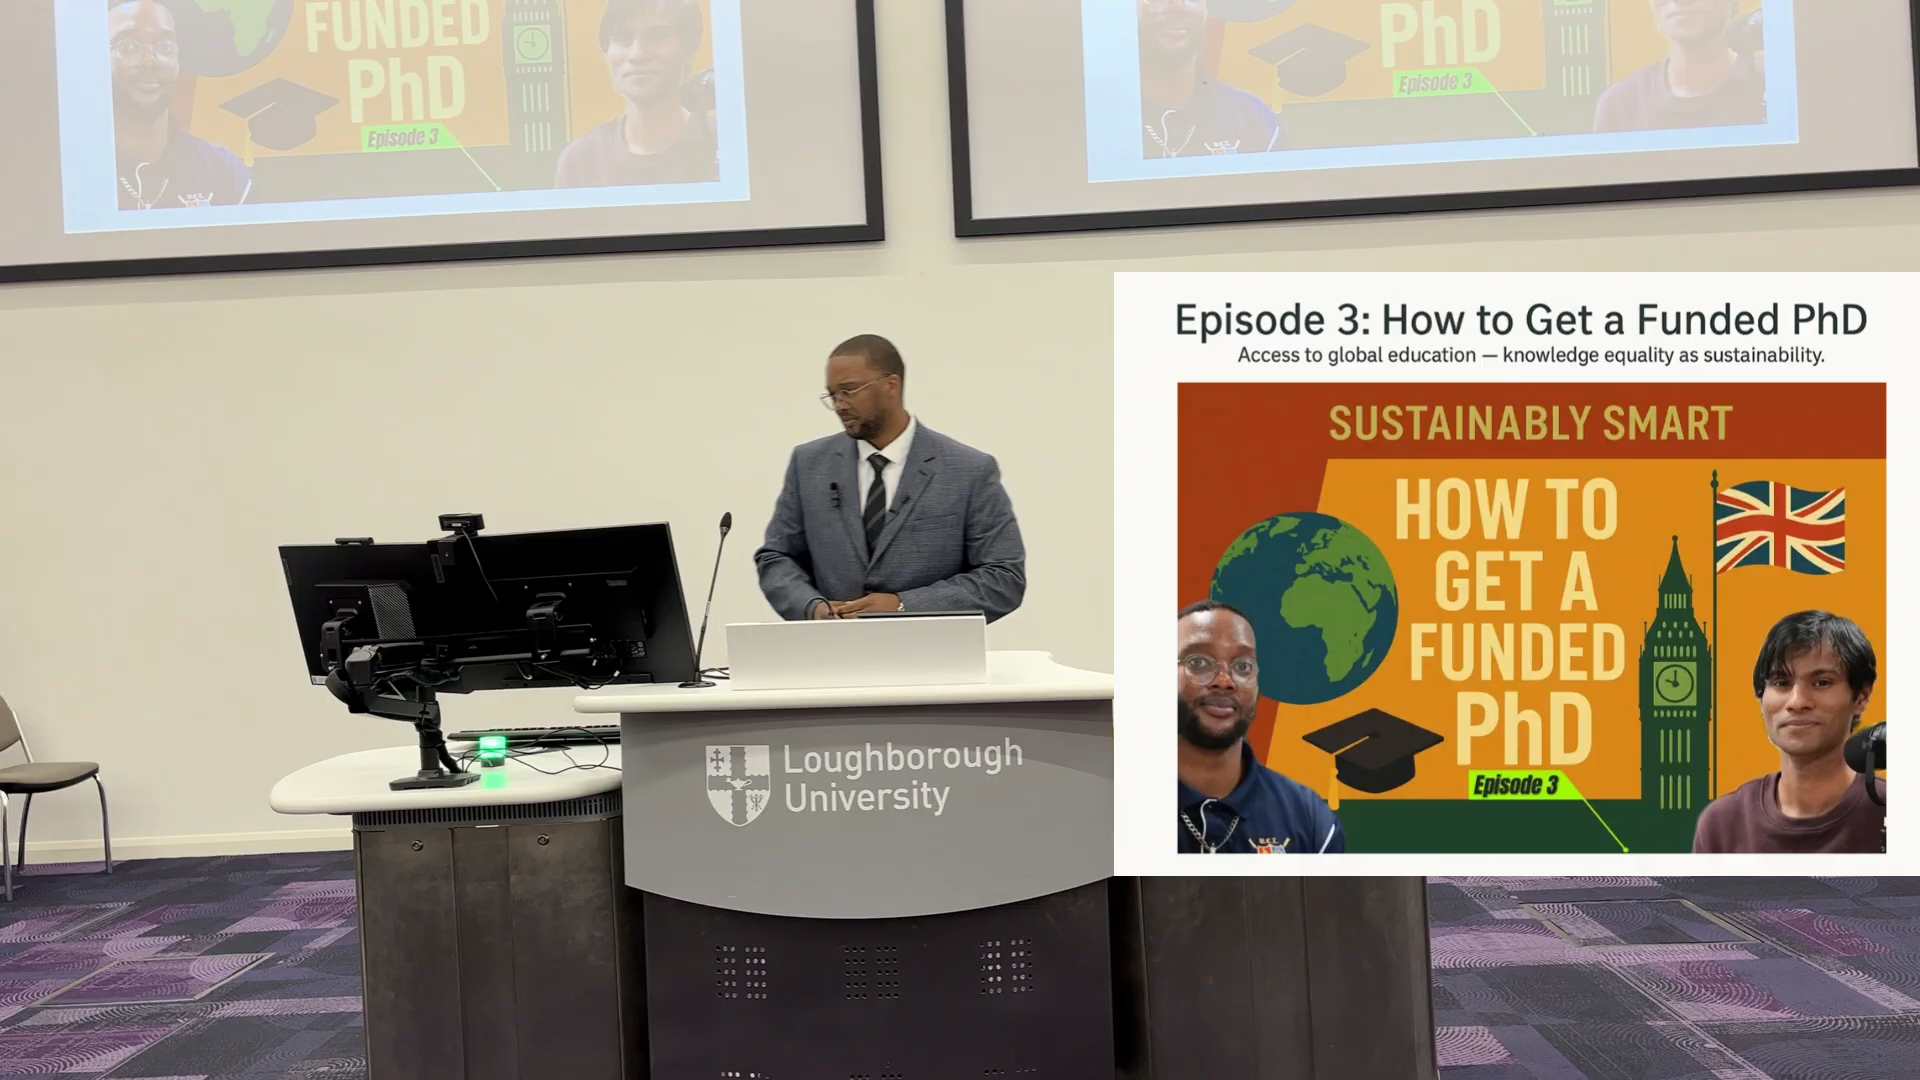 FUNDED
PhD
Episode 3
PhD
Episode 3
Episode 3: How to Get a Funded PhD
Access to global education — knowledge equality as sustainability.
SUSTAINABLY SMART
HOW TO
GET A
FUNDED
PhD
Episode 3
Loughborough
University